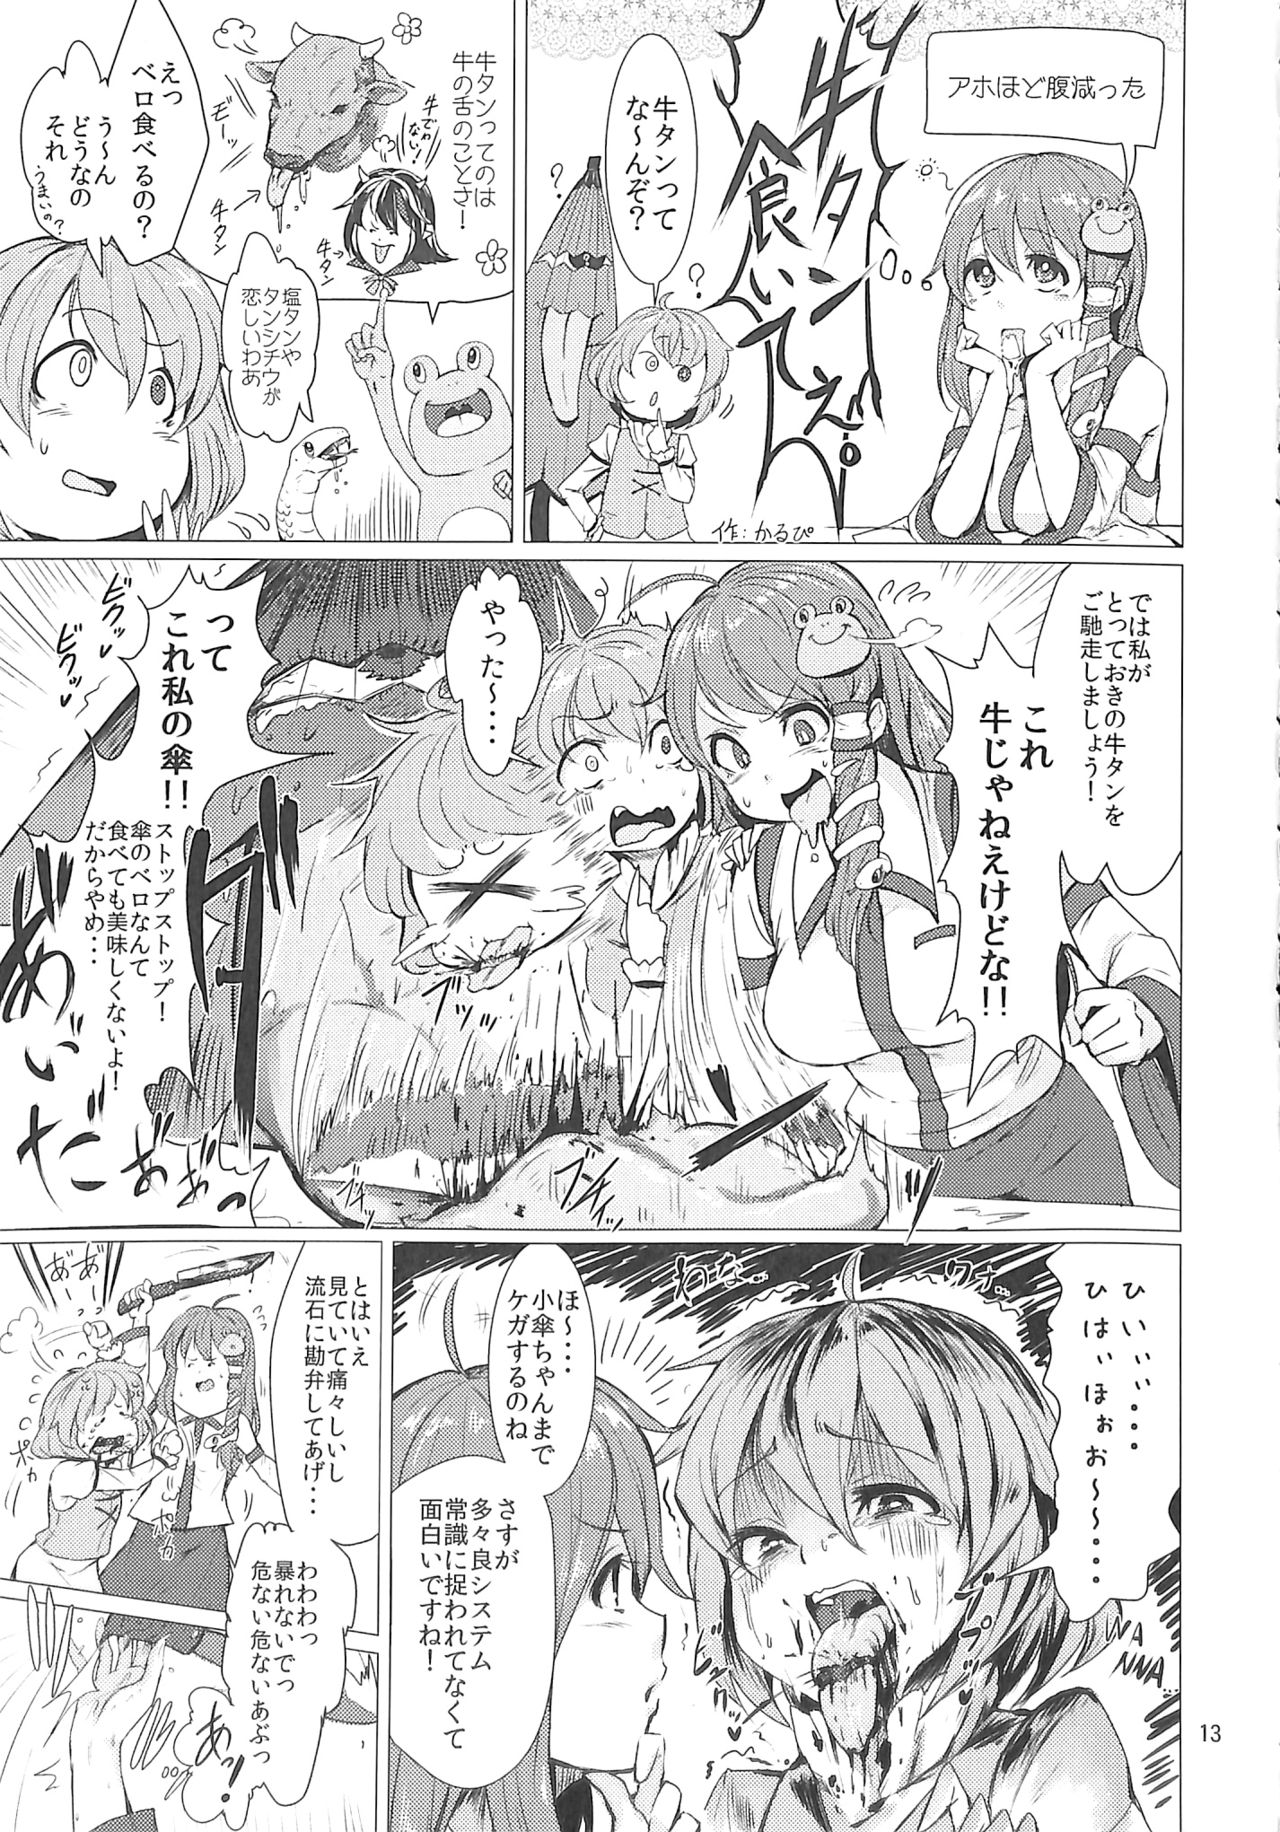 アホほど腹減った
牛タン
食いてえ。
牛タンって
な～んぞ?
作:かるぴ
牛タンってのは
牛の舌のことさ!
牛でわ
ない!
モーッ
牛タン
牛タン
塩タンや
タンシチウが
恋しいわあ
えっ
ベロ食べるの?
う～ん
どうなの
それ
うまいの?
では私が
とっておきの牛タンを
ご馳走しましょう!
これ
牛じゃねえけどな!!
やった～・・・
って
これ私の傘!!
ストップストップ!
傘のベロなんて
食べても美味しくないよ!
だからやめ・・・
ビクッ
ビクッ
ひいぃぃ・・・・
ひはぃほぉお～～・・・・
わなな…
ほ～・・・・
小傘ちゃんまで
ケガするのね
さすが
多々良システム
常識に捉われてなくて
面白いですね!
とはいえ
見ていて痛々しいし
流石に勘弁してあげ・・・
ポカ
ポカ
わわわっ
暴れないでっ
危ない危ないあぶっ
あっ!
13